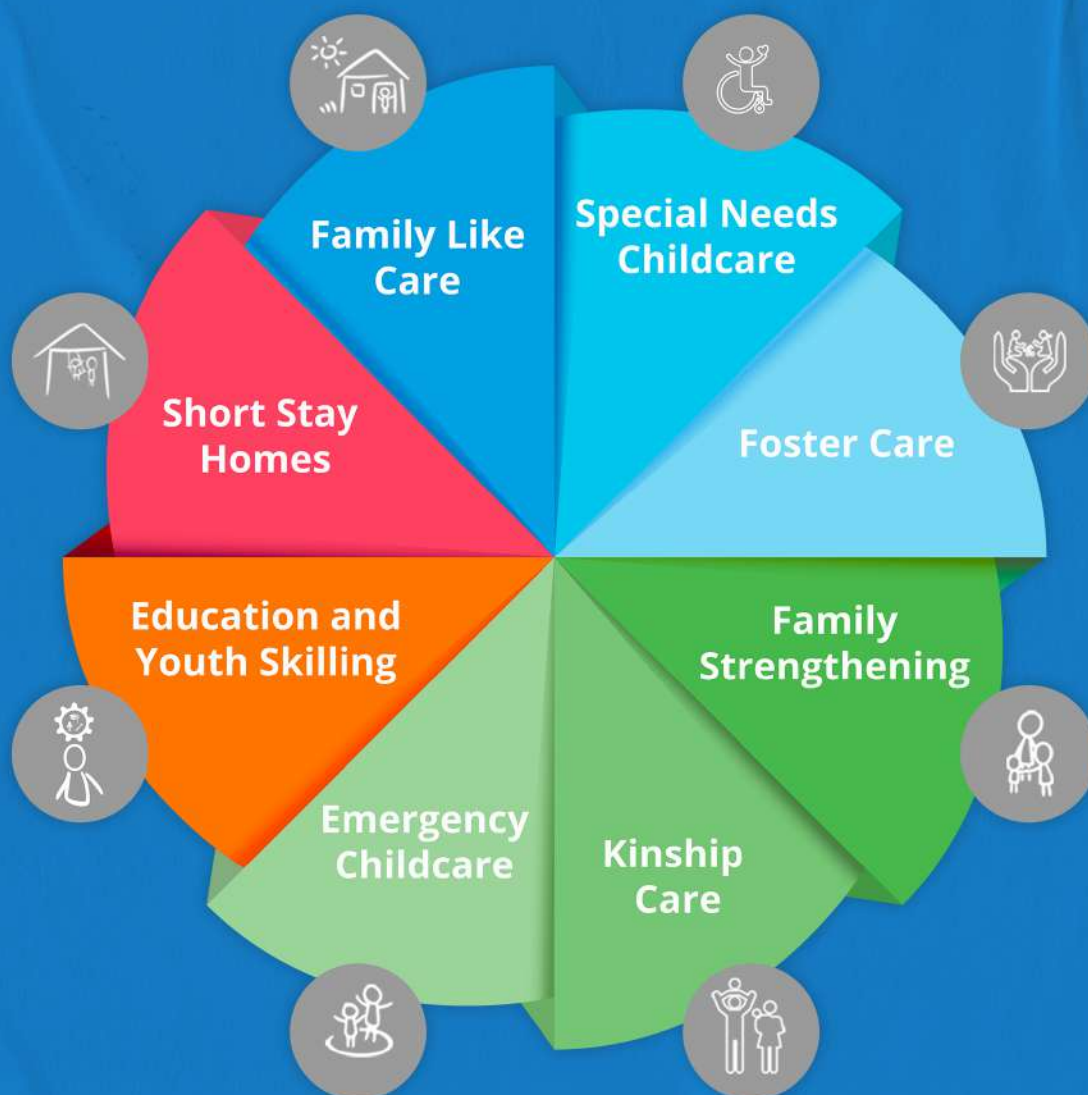 Family Like
Care
Special Needs
Childcare
Foster Care
Family
Strengthening
Kinship
Care
Emergency
Childcare
Education and
Youth Skilling
Short Stay
Homes